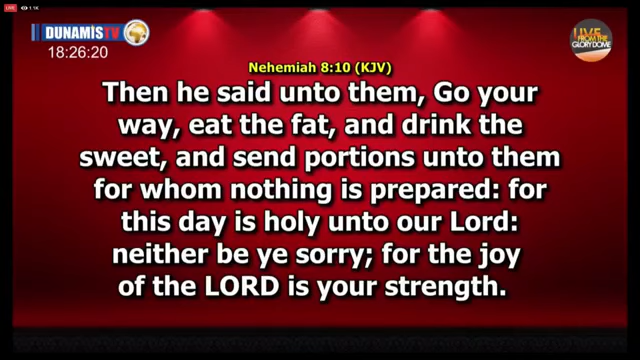 LIVE 1.1K
DUNAMIS TV
18:26:20
LIVE
FROM THE
GLORY DOME
Nehemiah 8:10 (KJV)
Then he said unto them, Go your
way, eat the fat, and drink the
sweet, and send portions unto them
for whom nothing is prepared: for
this day is holy unto our Lord:
neither be ye sorry; for the joy
of the LORD is your strength.